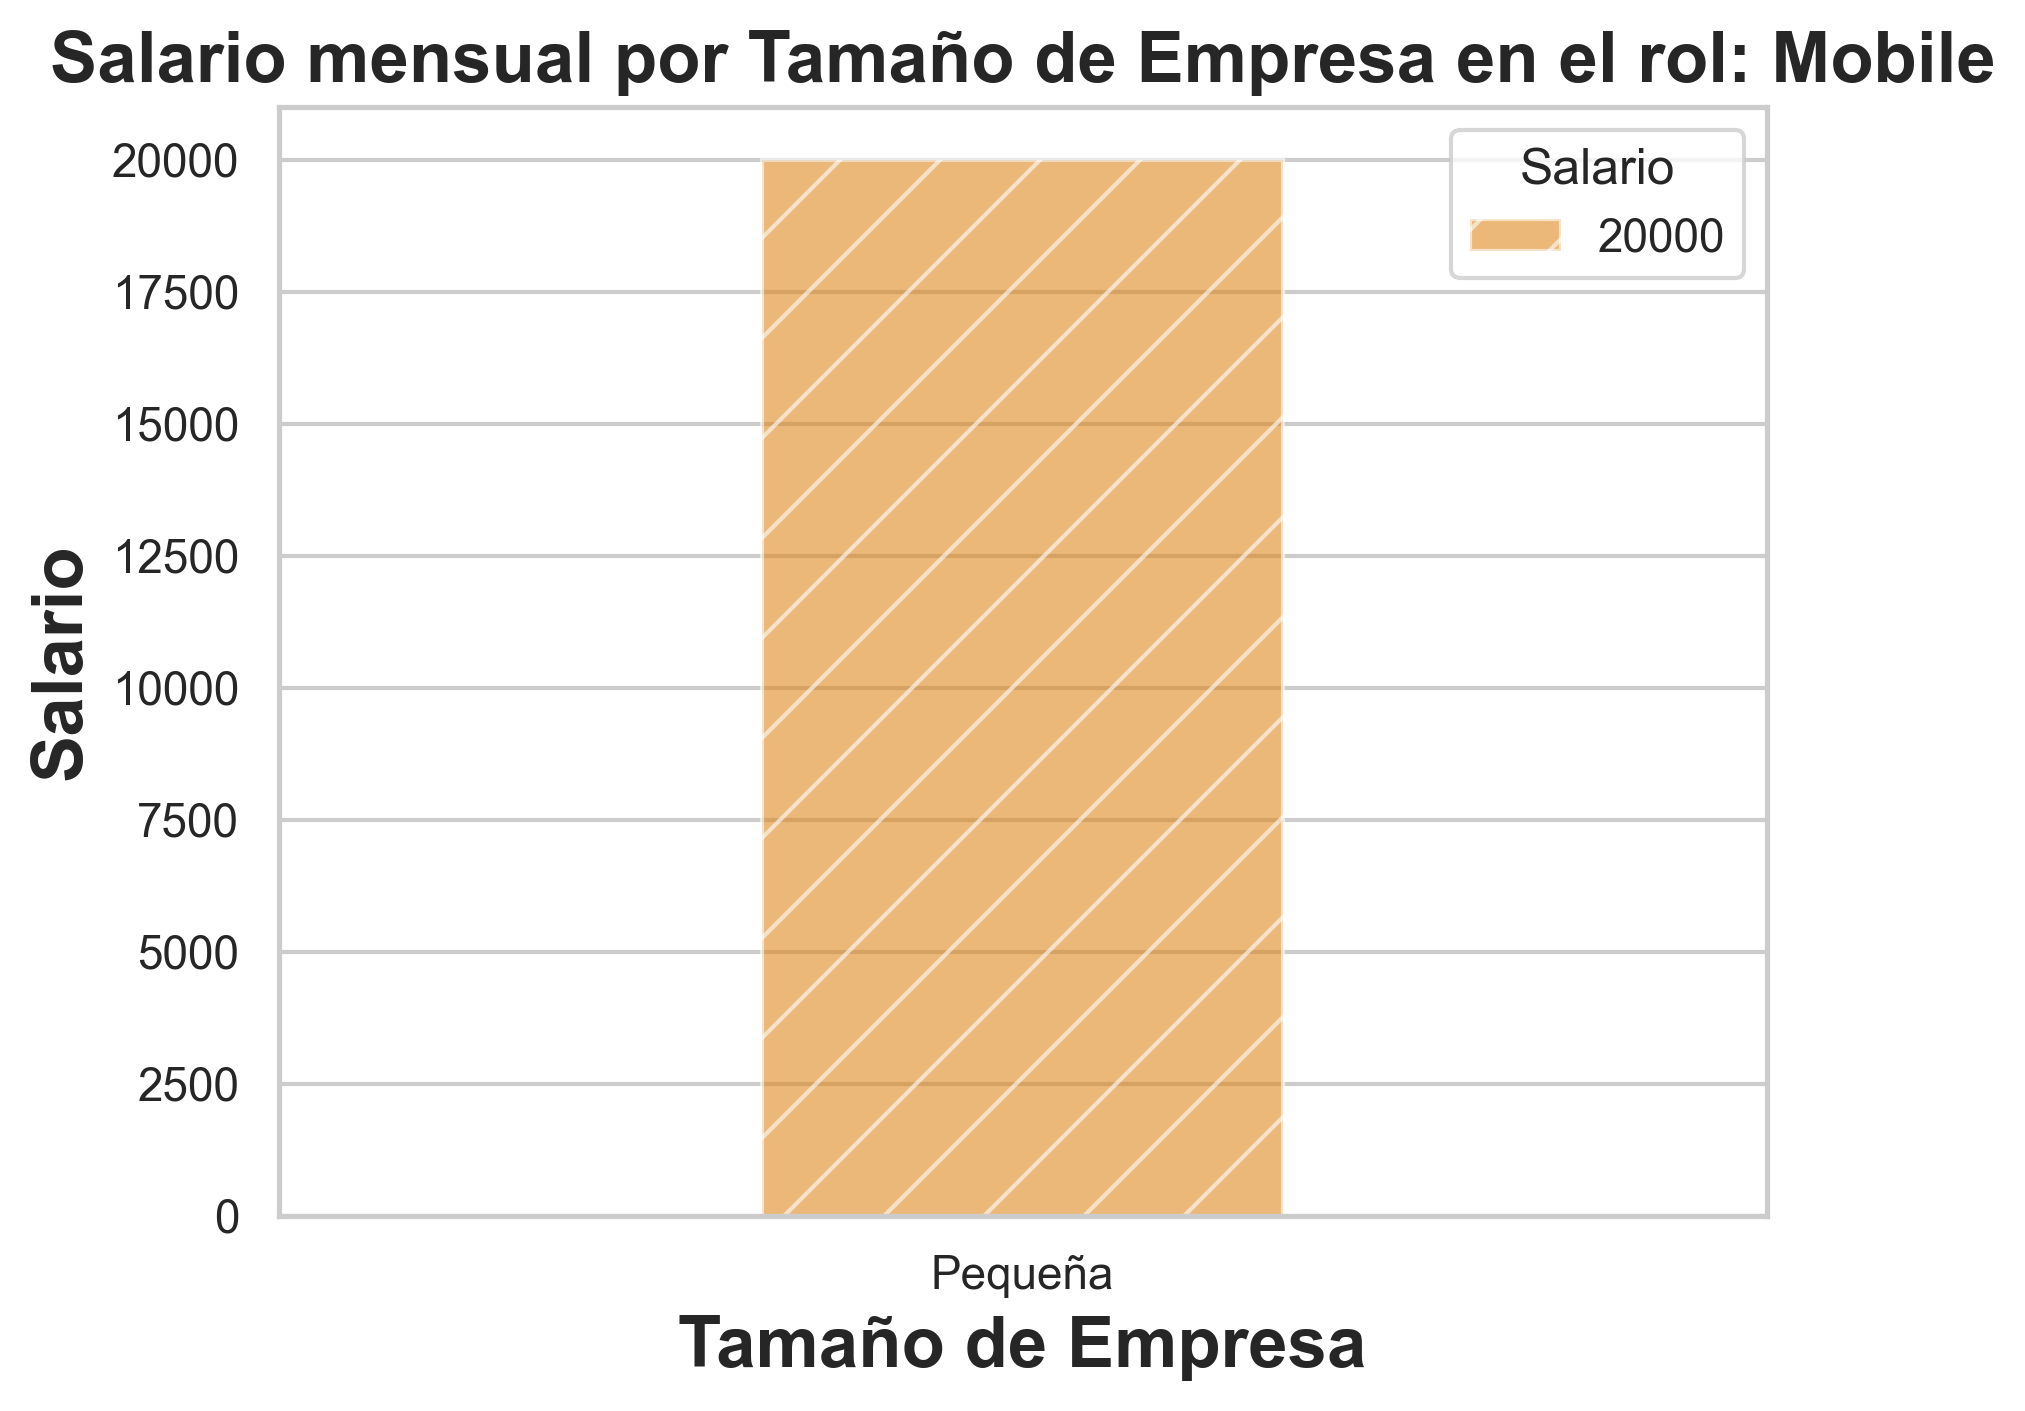 Salario mensual por Tamaño de Empresa en el rol: Mobile
Salario
20000
20000
17500
15000
12500
10000
7500
5000
2500
0
Salario
Pequeña
Tamaño de Empresa